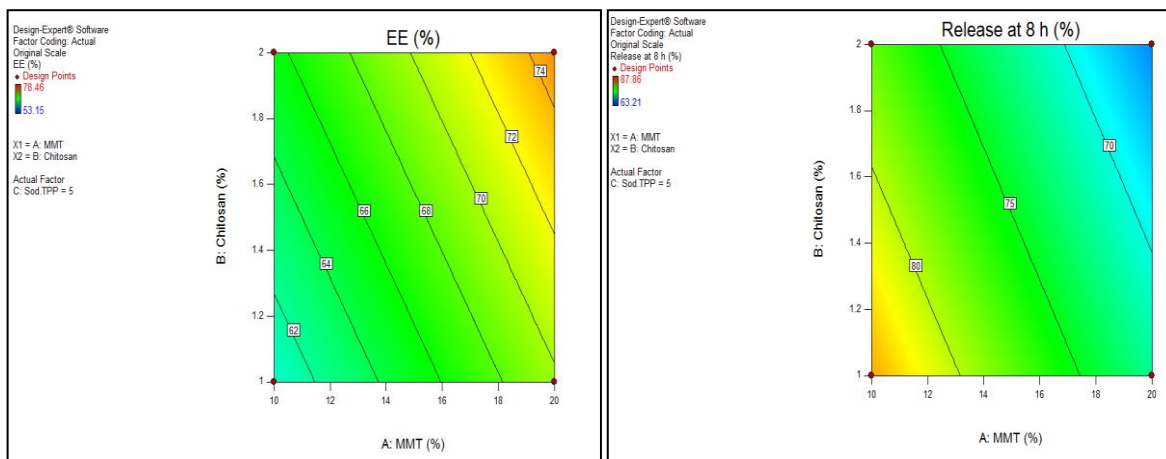 Design-Expert® Software
Factor Coding: Actual
Original Scale
EE (%)
Design Points
78.46
53.15
X1 = A: MMT
X2 = B: Chitosan
Actual Factor
C: Sod.TPP = 5
EE (%)
B: Chitosan (%)
2
1.8
1.6
1.4
1.2
1
74
72
70
68
66
64
62
10
12
14
16
18
20
A: MMT (%)
Design-Expert® Software
Factor Coding: Actual
Original Scale
Release at 8 h (%)
Design Points
87.86
63.21
X1 = A: MMT
X2 = B: Chitosan
Actual Factor
C: Sod.TPP = 5
Release at 8 h (%)
B: Chitosan (%)
2
1.8
1.6
1.4
1.2
1
70
75
80
10
12
14
16
18
20
A: MMT (%)